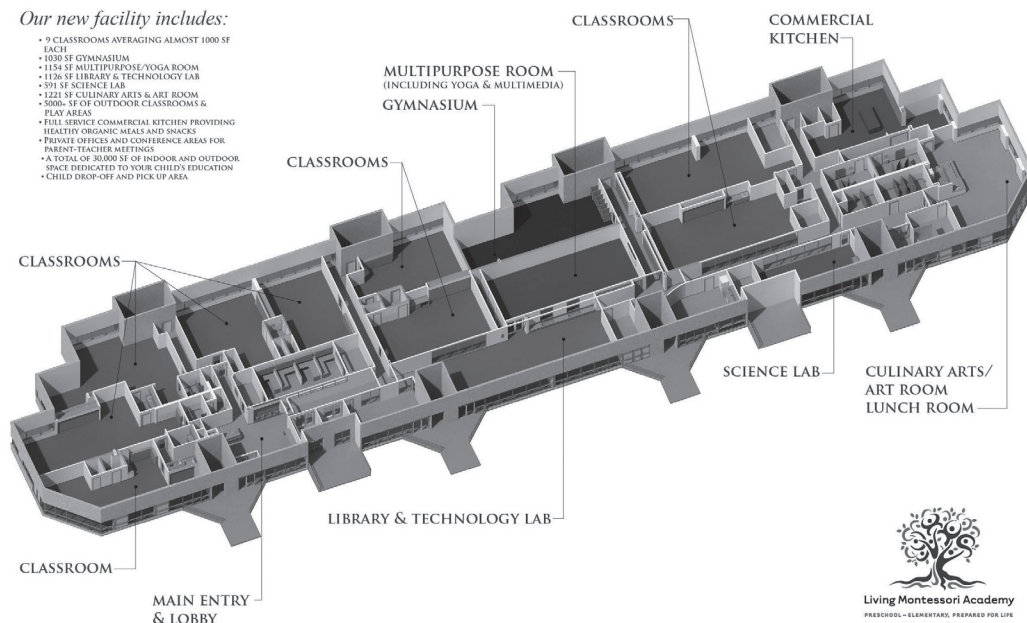 Our new facility includes:
• 9 CLASSROOMS AVERAGING ALMOST 1000 SF
EACH
• 1030 SF GYMNASIUM
• 1154 SF MULTIPURPOSE/YOGA ROOM
• 1126 SF LIBRARY & TECHNOLOGY LAB
• 591 SF SCIENCE LAB
• 1221 SF CULINARY ARTS & ART ROOM
• 5000+ SF OF OUTDOOR CLASSROOMS &
PLAY AREAS
• FULL SERVICE COMMERCIAL KITCHEN PROVIDING
HEALTHY ORGANIC MEALS AND SNACKS
• PRIVATE OFFICES AND CONFERENCE AREAS FOR
PARENT-TEACHER MEETINGS
• A TOTAL OF 30,000 SF OF INDOOR AND OUTDOOR
SPACE DEDICATED TO YOUR CHILD'S EDUCATION
• CHILD DROP-OFF AND PICK UP AREA
CLASSROOMS
COMMERCIAL
KITCHEN
MULTIPURPOSE ROOM
(INCLUDING YOGA & MULTIMEDIA)
GYMNASIUM
CLASSROOMS
CLASSROOMS
SCIENCE LAB
CULINARY ARTS/
ART ROOM
LUNCH ROOM
LIBRARY & TECHNOLOGY LAB
CLASSROOM
MAIN ENTRY
& LOBBY
Living Montessori Academy
PRESCHOOL – ELEMENTARY, PREPARED FOR LIFE